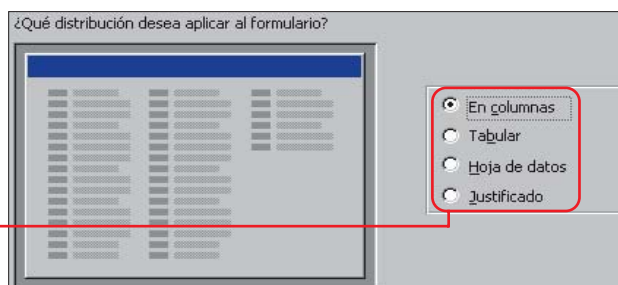 ¿Qué distribución desea aplicar al formulario?
En columnas
Tabular
Hoja de datos
Justificado